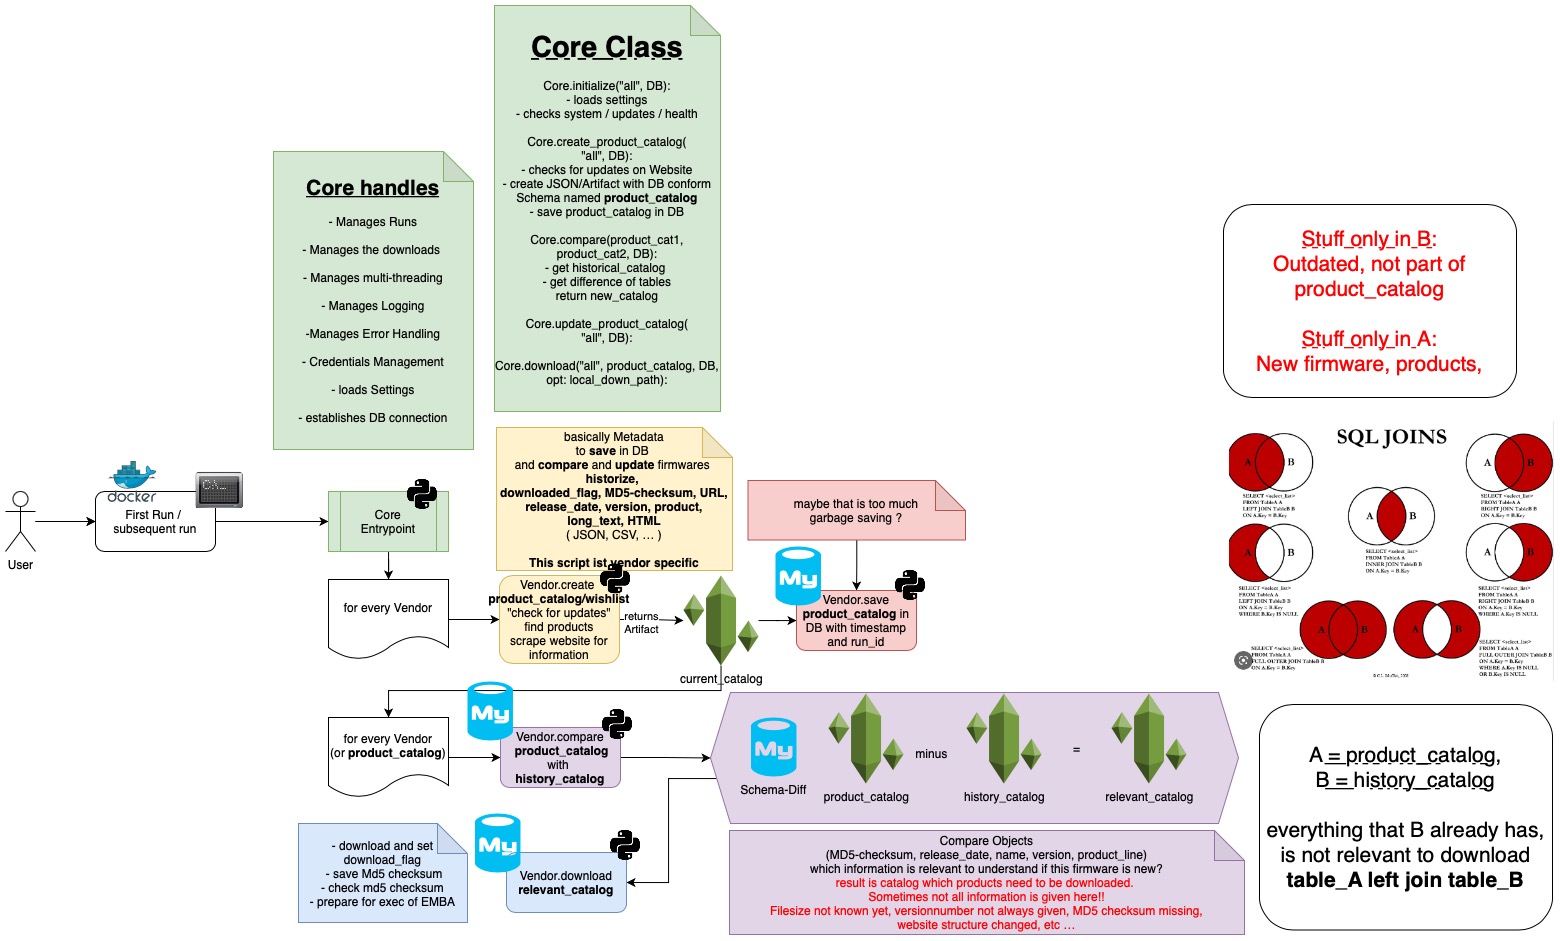 Core Class
Core.initialize("all", DB):
- loads settings
- checks system / updates / health
Core.create_product_catalog(
"all", DB):
- checks for updates on Website
- create JSON/Artifact with DB conform
Schema named product_catalog
- save product_catalog in DB
Core.compare(product_cat1,
product_cat2, DB):
- get historical_catalog
- get difference of tables
return new_catalog
Core.update_product_catalog(
"all", DB):
Core.download("all", product_catalog, DB,
opt: local_down_path):
Core handles
- Manages Runs
- Manages the downloads
- Manages multi-threading
- Manages Logging
-Manages Error Handling
- Credentials Management
- loads Settings
- establishes DB connection
Stuff only in B:
Outdated, not part of
product_catalog
Stuff only in A:
New firmware, products,
basically Metadata
to save in DB
and compare and update firmwares
historize,
downloaded_flag, MD5-checksum, URL,
release_date, version, product,
long_text, HTML
( JSON, CSV, ... )
This script ist vendor specific
maybe that is too much
garbage saving ?
docker
C:\._
First Run /
subsequent run
User
Core
Entrypoint
for every Vendor
Vendor.create
product_catalog/wishlist
"check for updates"
find products
scrape website for
information
returns
Artifact
current_catalog
My
Vendor.save
product_catalog in
DB with timestamp
and run_id
SQL JOINS
A B
SELECT <select_list>
FROM TableA A
LEFT JOIN TableB B
ON A.Key = B.Key
A B
SELECT <select_list>
FROM TableA A
RIGHT JOIN TableB B
ON A.Key = B.Key
A B
SELECT <select_list>
FROM TableA A
INNER JOIN TableB B
ON A.Key = B.Key
A B
SELECT <select_list>
FROM TableA A
LEFT JOIN TableB B
ON A.Key = B.Key
WHERE B.Key IS NULL
A B
SELECT <select_list>
FROM TableA A
RIGHT JOIN TableB B
ON A.Key = B.Key
WHERE A.Key IS NULL
A B
SELECT <select_list>
FROM TableA A
FULL OUTER JOIN TableB B
ON A.Key = B.Key
A B
SELECT <select_list>
FROM TableA A
FULL OUTER JOIN TableB B
ON A.Key = B.Key
WHERE A.Key IS NULL
OR B.Key IS NULL
for every Vendor
(or product_catalog)
My
Vendor.compare
product_catalog
with
history_catalog
My
Schema-Diff
product_catalog
minus
history_catalog
=
relevant_catalog
A = product_catalog,
B = history_catalog
everything that B already has,
is not relevant to download
table_A left join table_B
- download and set
download_flag
- save Md5 checksum
- check md5 checksum
- prepare for exec of EMBA
My
Vendor.download
relevant_catalog
Compare Objects
(MD5-checksum, release_date, name, version, product_line)
which information is relevant to understand if this firmware is new?
result is catalog which products need to be downloaded.
Sometimes not all information is given here!!
Filesize not known yet, versionnumber not always given, MD5 checksum missing,
website structure changed, etc ...